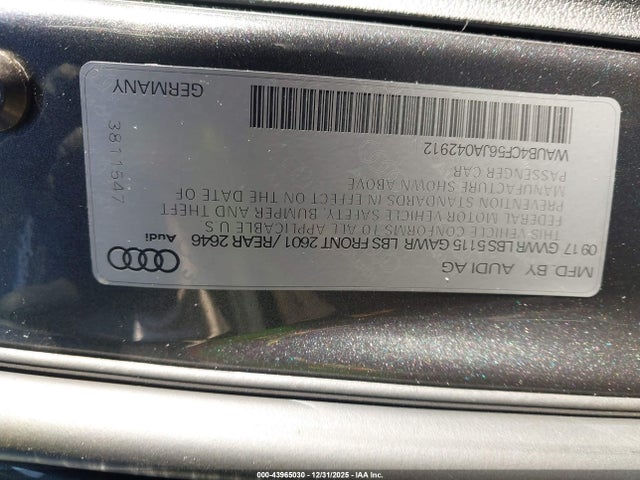 MFD. BY AUDI AG
09 17 GWVR LBS 5115 GAWR LBS FRONT 2601 / REAR 2646
THIS VEHICLE CONFORMS TO ALL APPLICABLE U S
FEDERAL MOTOR VEHICLE SAFETY, BUMPER AND THEFT
PREVENTION STANDARDS IN EFFECT ON THE DATE OF
MANUFACTURE SHOWN ABOVE
PASSENGER CAR
WAUB4CF56JA042912
Audi
3811547
GERMANY
000-43965030 - 12/31/2025 - IAAI INC.